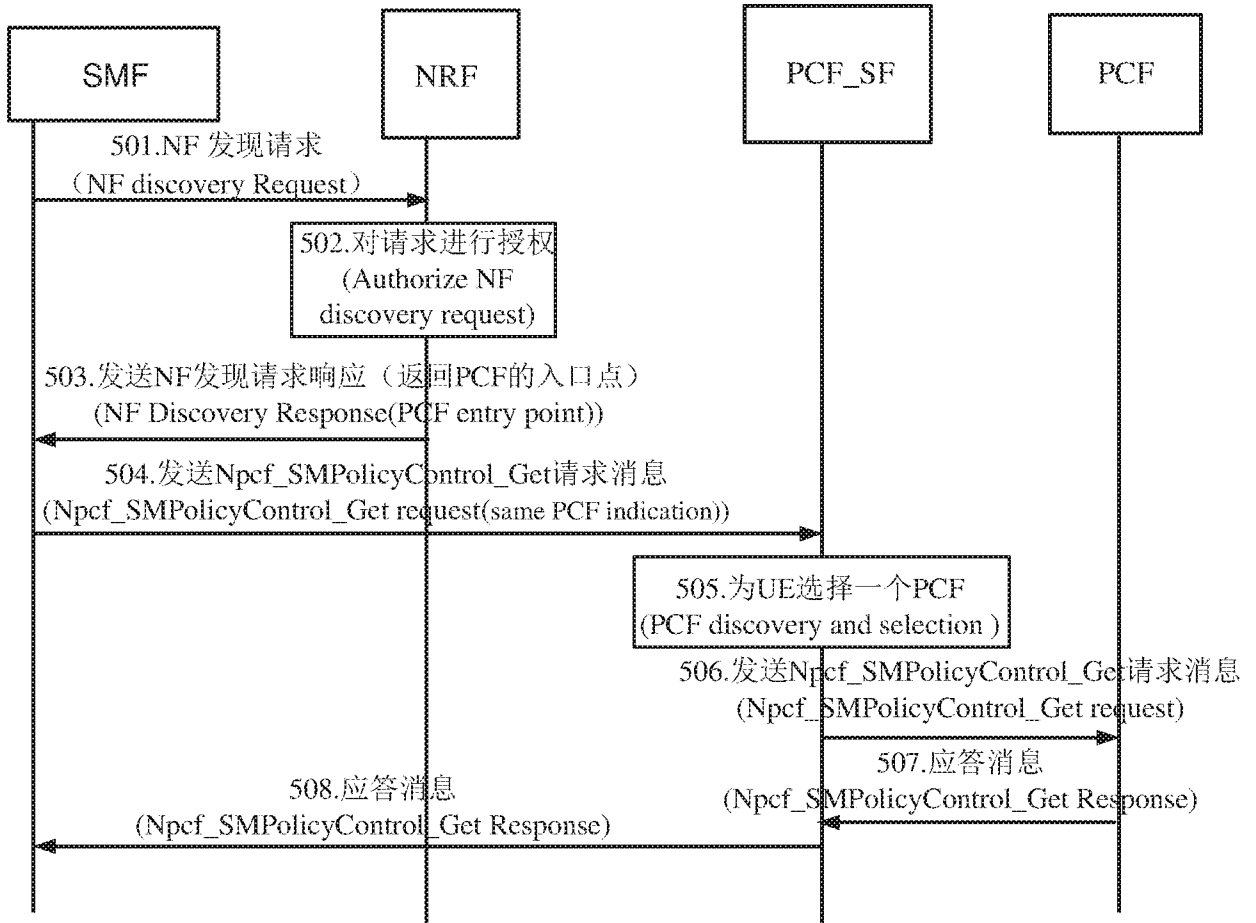 SMF
NRF
PCF_SF
PCF
501.NF 发现请求
（NF discovery Request）
502.对请求进行授权
(Authorize NF
discovery request)
503.发送NF发现请求响应（返回PCF的入口点）
(NF Discovery Response(PCF entry point))
504.发送Npcf_SMPolicyControl_Get请求消息
(Npcf_SMPolicyControl_Get request(same PCF indication))
505.为UE选择一个PCF
(PCF discovery and selection )
506.发送Npcf_SMPolicyControl_Get请求消息
(Npcf_SMPolicyControl_Get request)
507.应答消息
(Npcf_SMPolicyControl_Get Response)
508.应答消息
(Npcf_SMPolicyControl_Get Response)